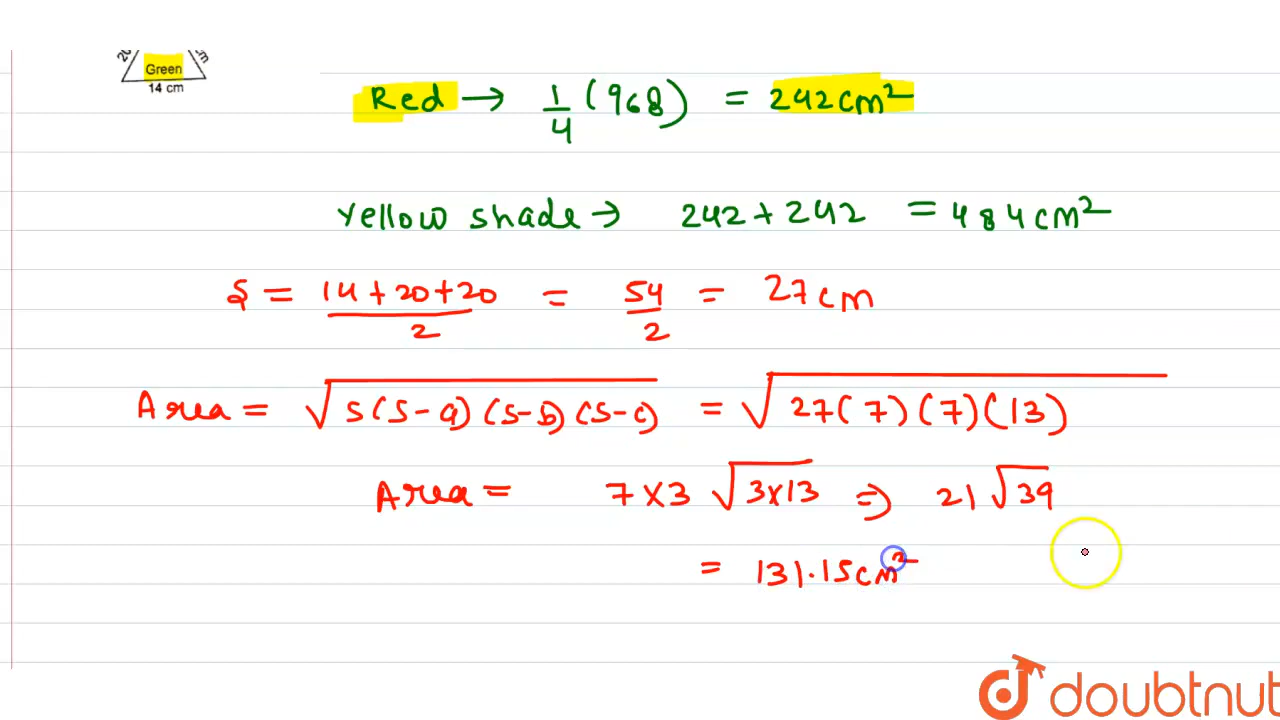 20 cm
Green
14 cm
Red → 1/4 (968) = 242 cm²
Yellow shade → 242 + 242 = 484 cm²
S = (14 + 20 + 20)/2 = 54/2 = 27 cm
Area = √(s(s-a)(s-b)(s-c)) = √(27(7)(7)(13))
Area = 7×3 √(3×13) ⇒ 21√39
= 131.15 cm²
doubtnut